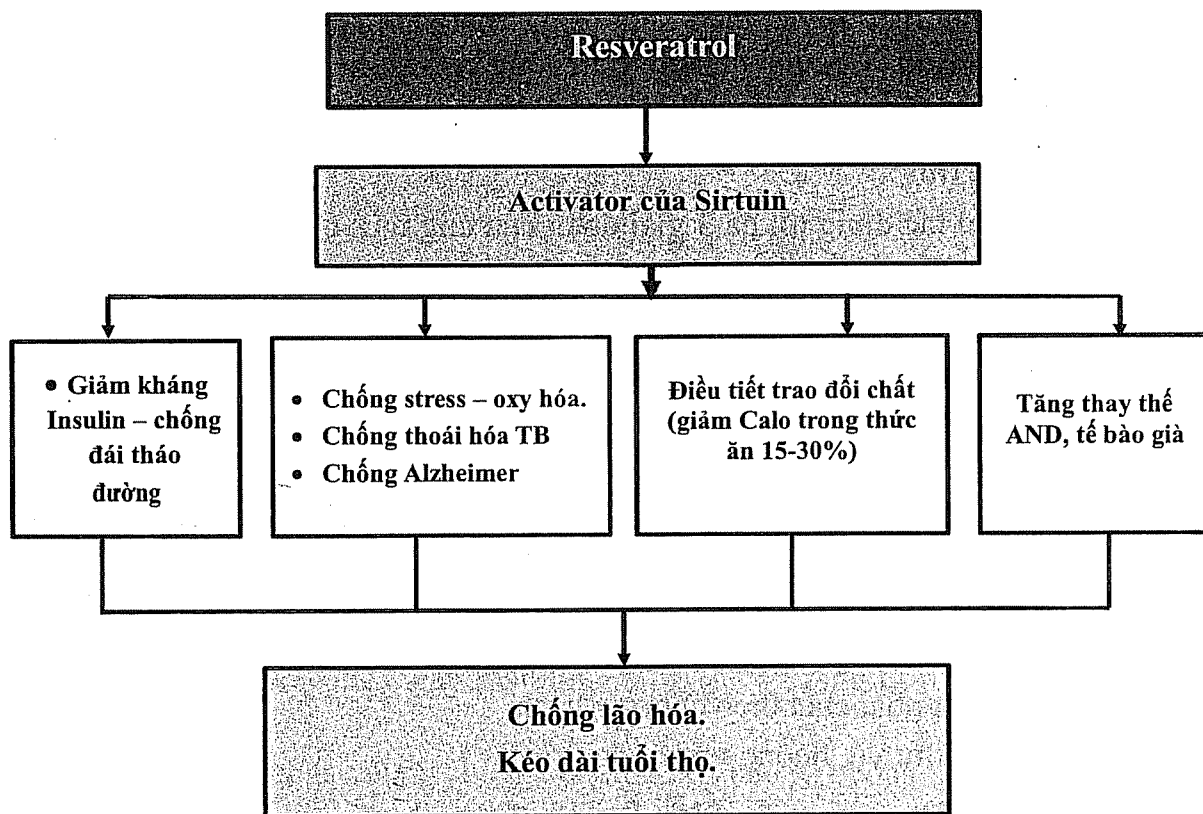 Resveratrol
Activator của Sirtuin
• Giảm kháng
Insulin – chống
đái tháo
đường
• Chống stress – oxy hóa.
• Chống thoái hóa TB
• Chống Alzheimer
Điều tiết trao đổi chất
(giảm Calo trong thức
ăn 15-30%)
Tăng thay thế
AND, tế bào già
Chống lão hóa.
Kéo dài tuổi thọ.